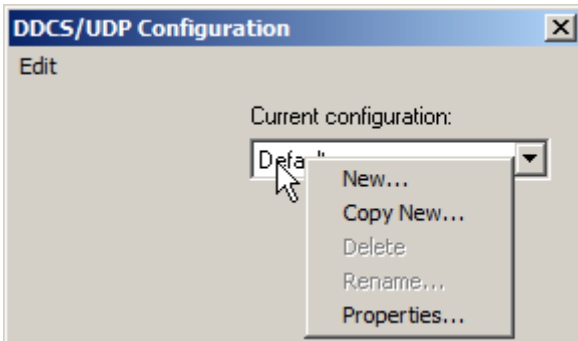 DDCS/UDP Configuration
Edit
Current configuration:
New...
Copy New...
Delete
Rename...
Properties...